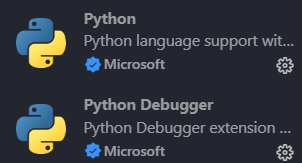 Python
Python language support wit...
Microsoft
Python Debugger
Python Debugger extension ...
Microsoft